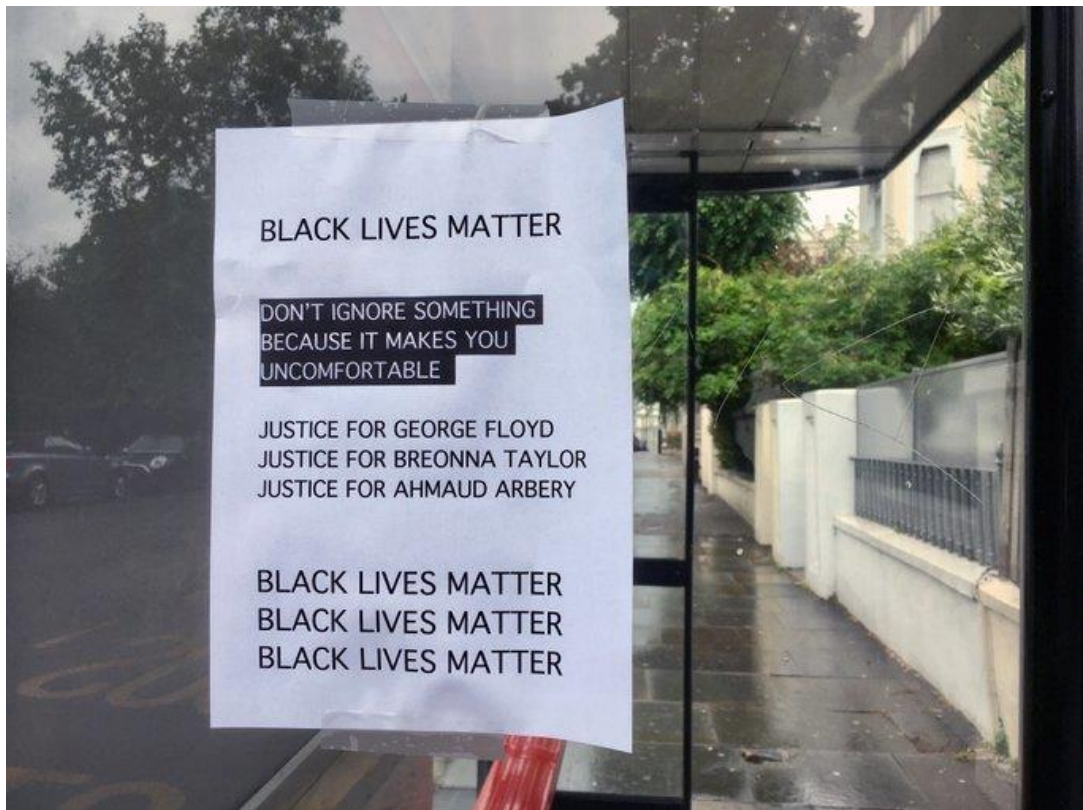 BLACK LIVES MATTER
DON'T IGNORE SOMETHING
BECAUSE IT MAKES YOU
UNCOMFORTABLE
JUSTICE FOR GEORGE FLOYD
JUSTICE FOR BREONNA TAYLOR
JUSTICE FOR AHMAUD ARBERY
BLACK LIVES MATTER
BLACK LIVES MATTER
BLACK LIVES MATTER